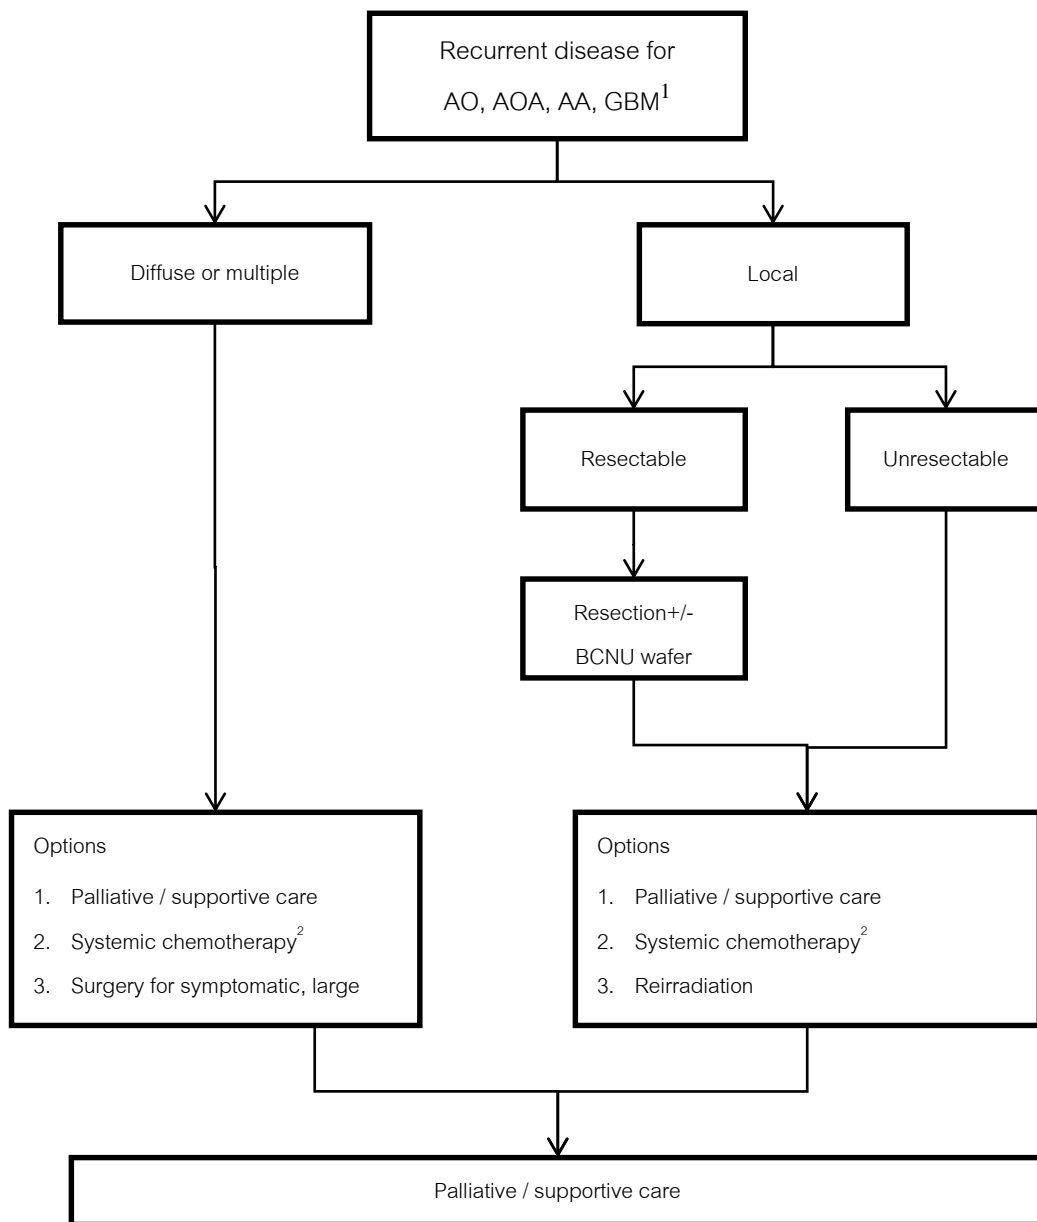 Recurrent disease for
AO, AOA, AA, GBM1
Diffuse or multiple
Local
Resectable
Unresectable
Resection+/-
BCNU wafer
Options
1. Palliative / supportive care
2. Systemic chemotherapy2
3. Surgery for symptomatic, large
Options
1. Palliative / supportive care
2. Systemic chemotherapy2
3. Reirradiation
Palliative / supportive care